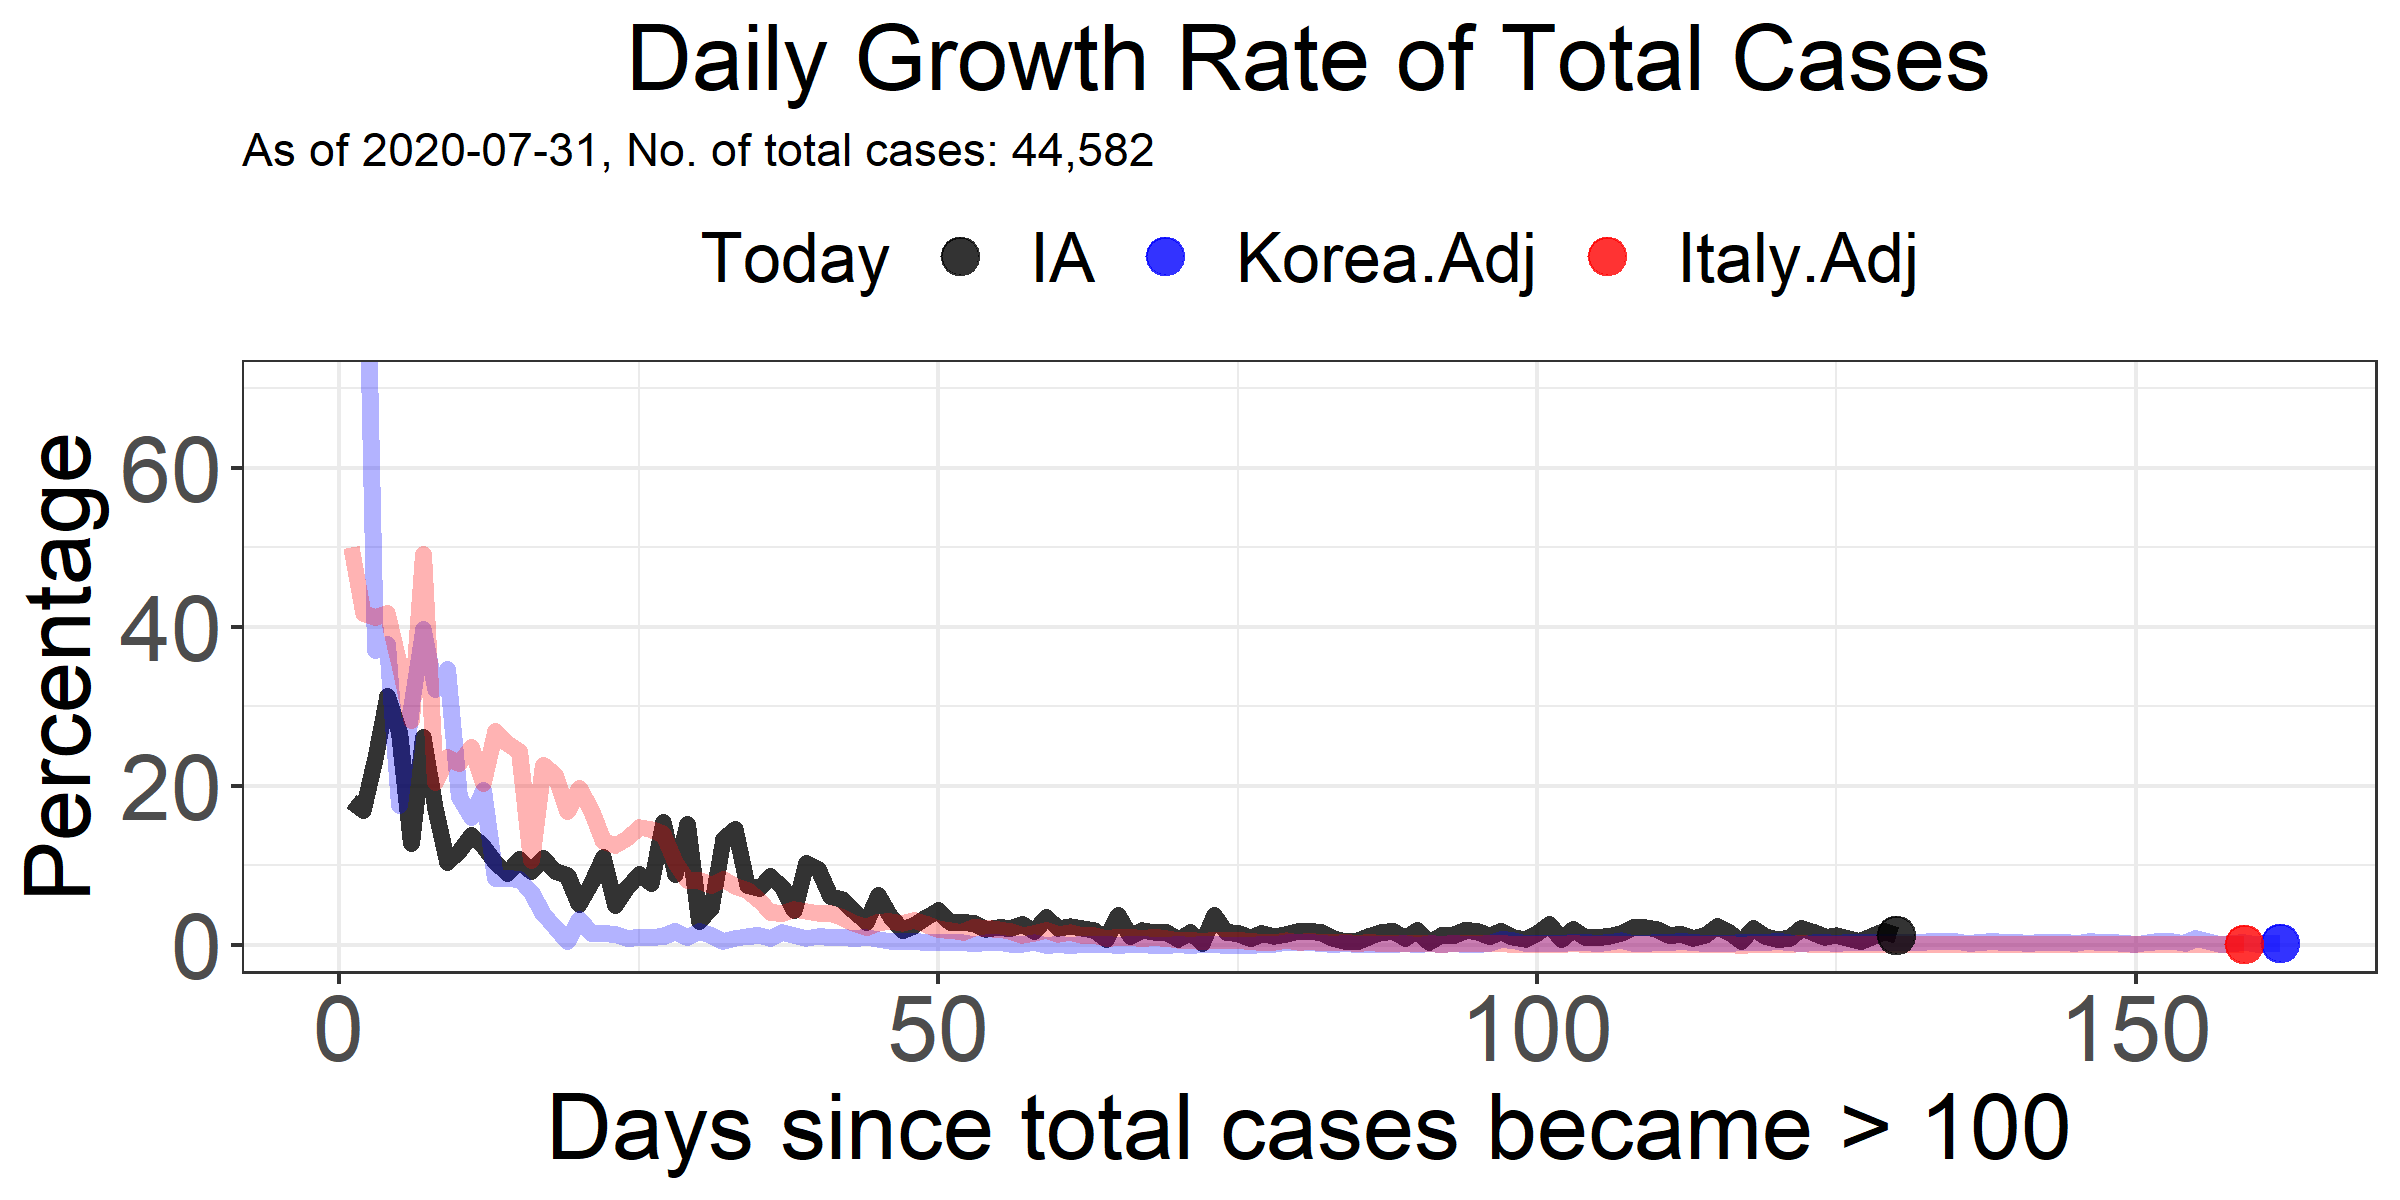 Daily Growth Rate of Total Cases
As of 2020-07-31, No. of total cases: 44,582
Today IA Korea.Adj Italy.Adj
Percentage
60
40
20
0
0 50 100 150
Days since total cases became > 100